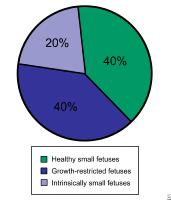 20%
40%
40%
Healthy small fetuses
Growth-restricted fetuses
Intrinsically small fetuses